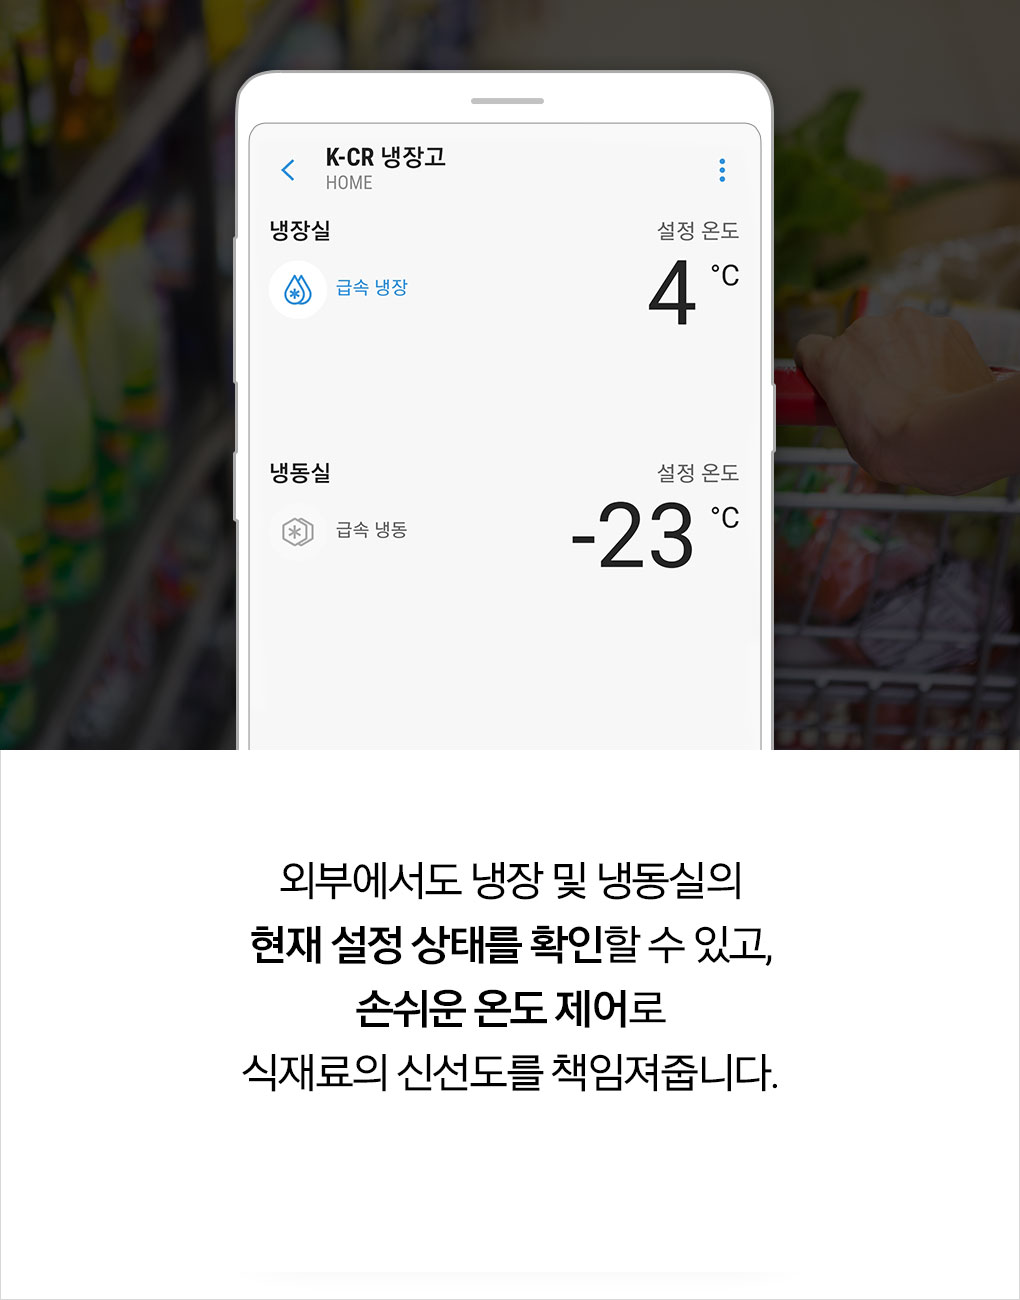 K-CR 냉장고
HOME
냉장실
설정 온도
급속 냉장
4 °C
냉동실
설정 온도
급속 냉동
-23 °C
외부에서도 냉장 및 냉동실의
현재 설정 상태를 확인할 수 있고,
손쉬운 온도 제어로
식재료의 신선도를 책임져줍니다.